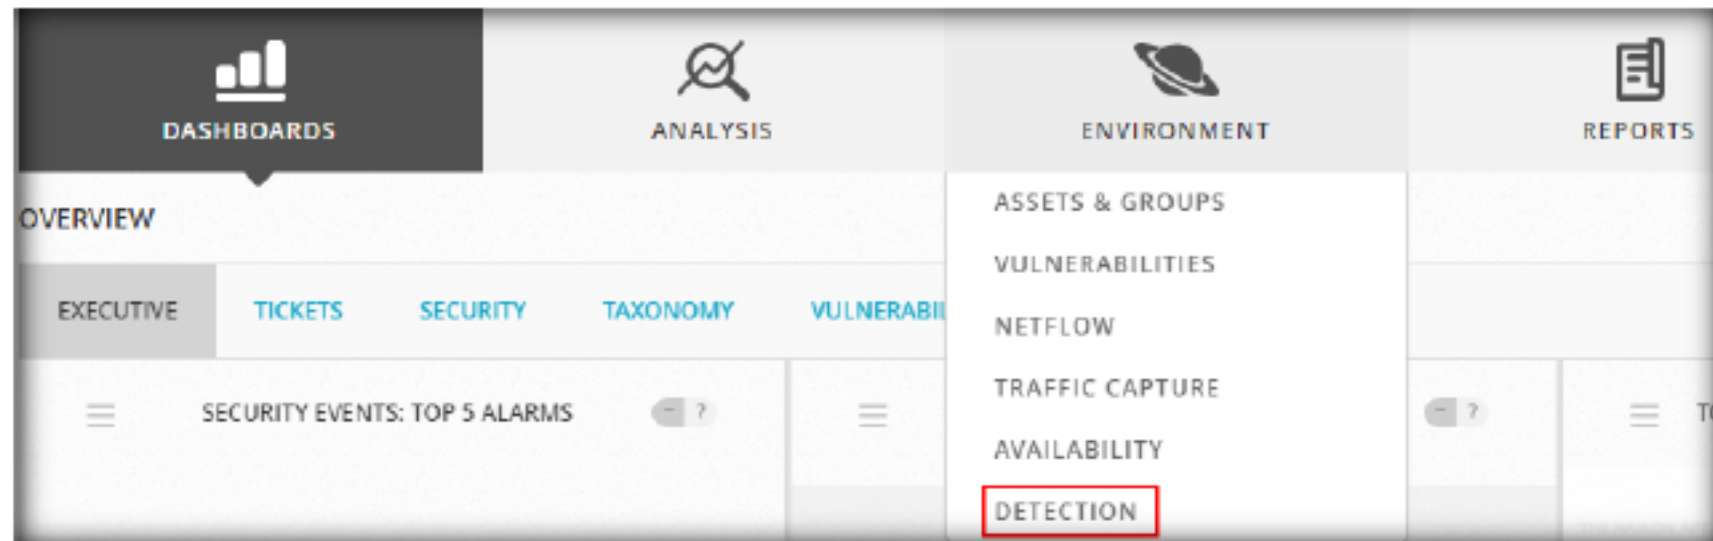 DASHBOARDS
ANALYSIS
ENVIRONMENT
REPORTS
OVERVIEW
ASSETS & GROUPS
VULNERABILITIES
NETFLOW
TRAFFIC CAPTURE
AVAILABILITY
DETECTION
EXECUTIVE
TICKETS
SECURITY
TAXONOMY
VULNERABIL
SECURITY EVENTS: TOP 5 ALARMS
- ?
- ?